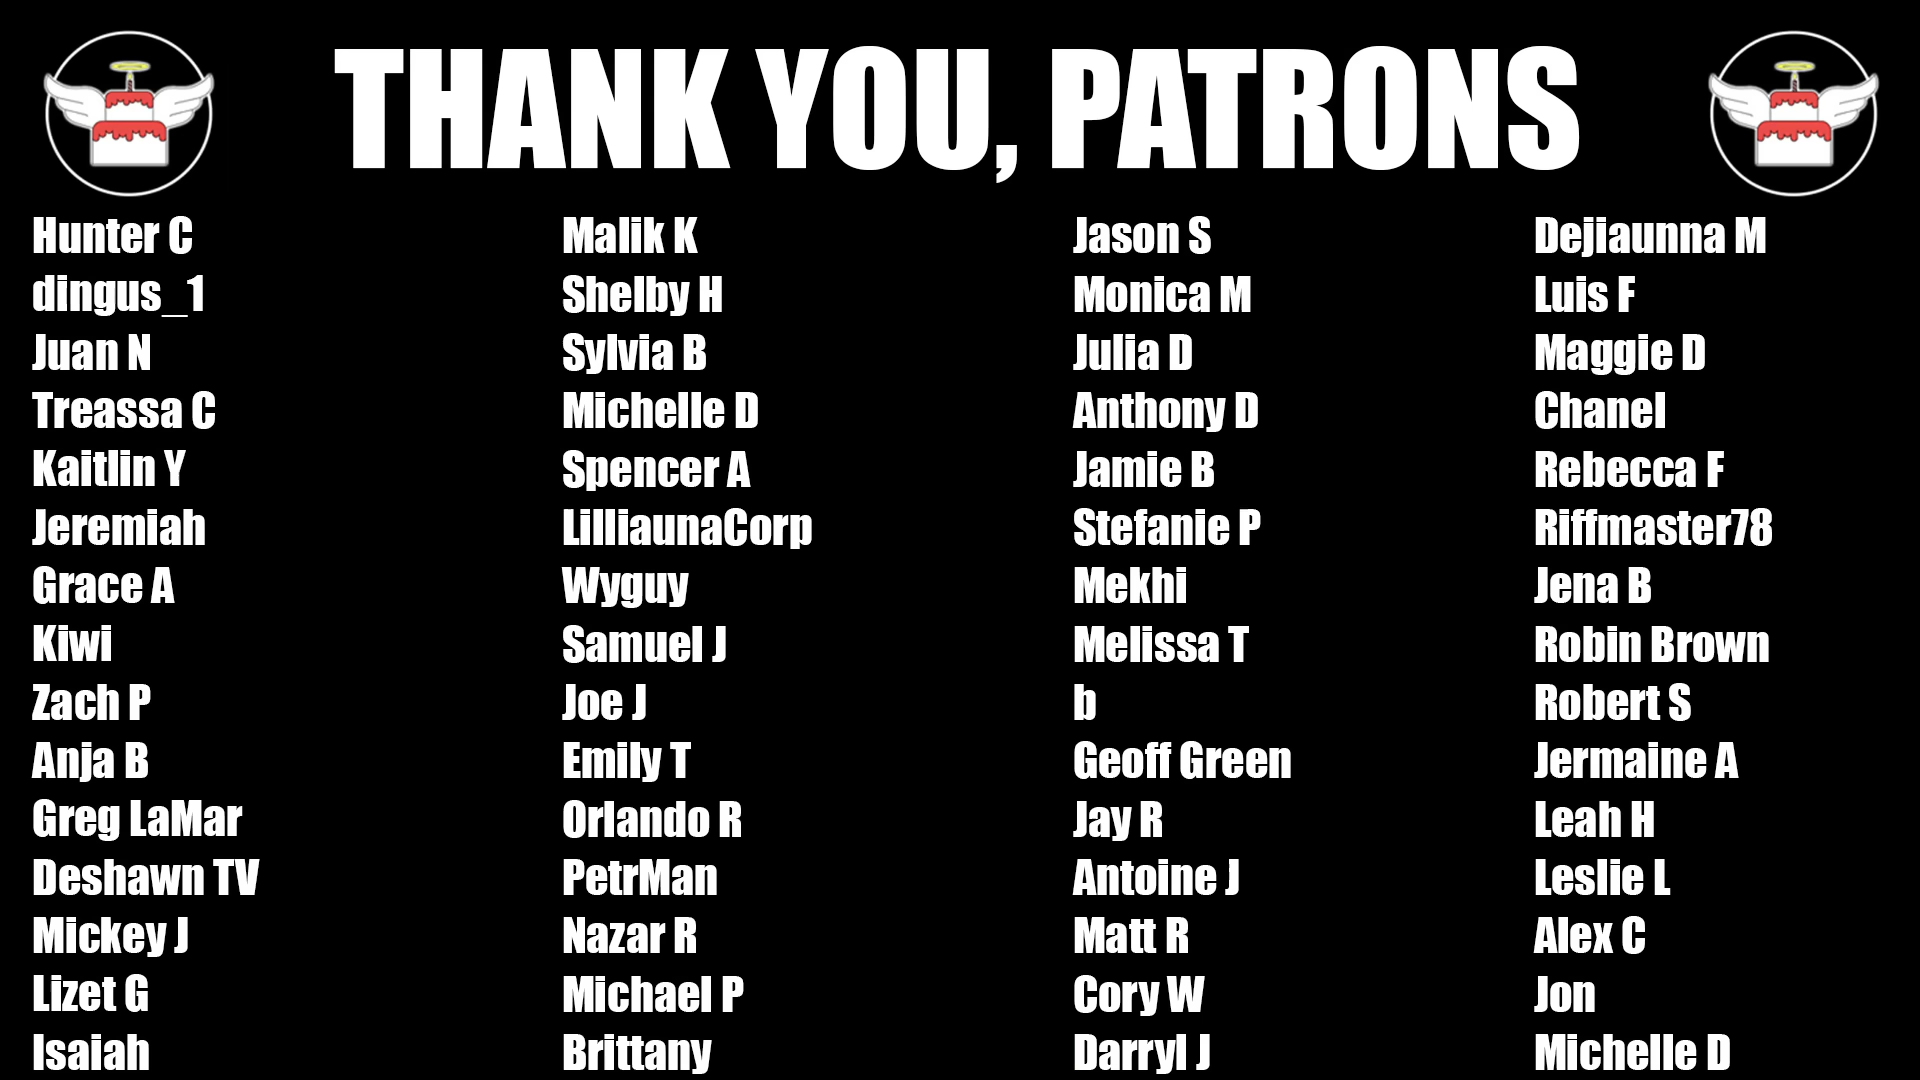 THANK YOU, PATRONS
Hunter C
dingus_1
Juan N
Treassa C
Kaitlin Y
Jeremiah
Grace A
Kiwi
Zach P
Anja B
Greg LaMar
Deshawn TV
Mickey J
Lizet G
Isaiah
Malik K
Shelby H
Sylvia B
Michelle D
Spencer A
LilliaunaCorp
Wyguy
Samuel J
Joe J
Emily T
Orlando R
PetrMan
Nazar R
Michael P
Brittany
Jason S
Monica M
Julia D
Anthony D
Jamie B
Stefanie P
Mekhi
Melissa T
b
Geoff Green
Jay R
Antoine J
Matt R
Cory W
Darryl J
Dejiaunna M
Luis F
Maggie D
Chanel
Rebecca F
Riffmaster78
Jena B
Robin Brown
Robert S
Jermaine A
Leah H
Leslie L
Alex C
Jon
Michelle D